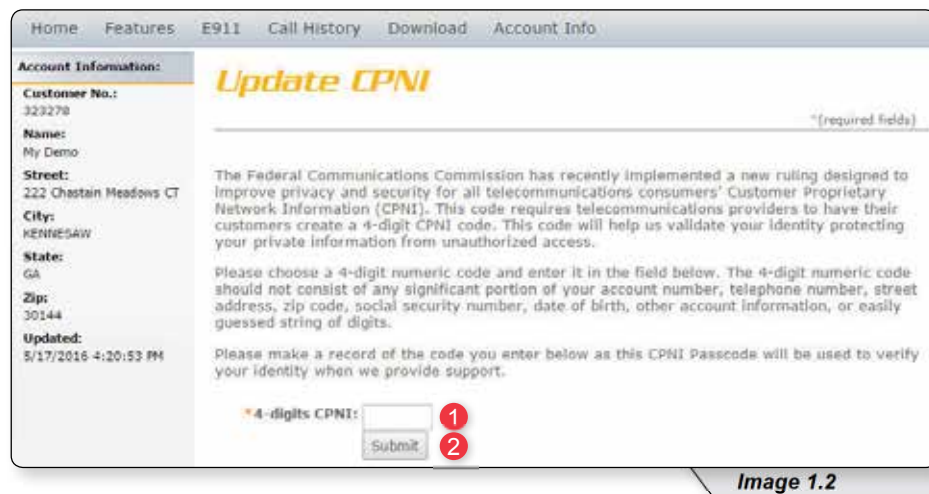 Home Features E911 Call History Download Account Info
Account Information:
Customer No.:
323278
Name:
My Demo
Street:
222 Chastain Meadows CT
City:
KENNESAW
State:
GA
Zip:
30144
Updated:
5/17/2016 4:20:53 PM
Update CPNI
*(required fields)
The Federal Communications Commission has recently implemented a new ruling designed to
improve privacy and security for all telecommunications consumers' Customer Proprietary
Network Information (CPNI). This code requires telecommunications providers to have their
customers create a 4-digit CPNI code. This code will help us validate your identity protecting
your private information from unauthorized access.
Please choose a 4-digit numeric code and enter it in the field below. The 4-digit numeric code
should not consist of any significant portion of your account number, telephone number, street
address, zip code, social security number, date of birth, other account information, or easily
guessed string of digits.
Please make a record of the code you enter below as this CPNI Passcode will be used to verify
your identity when we provide support.
*4-digits CPNI: 1
Submit 2
Image 1.2